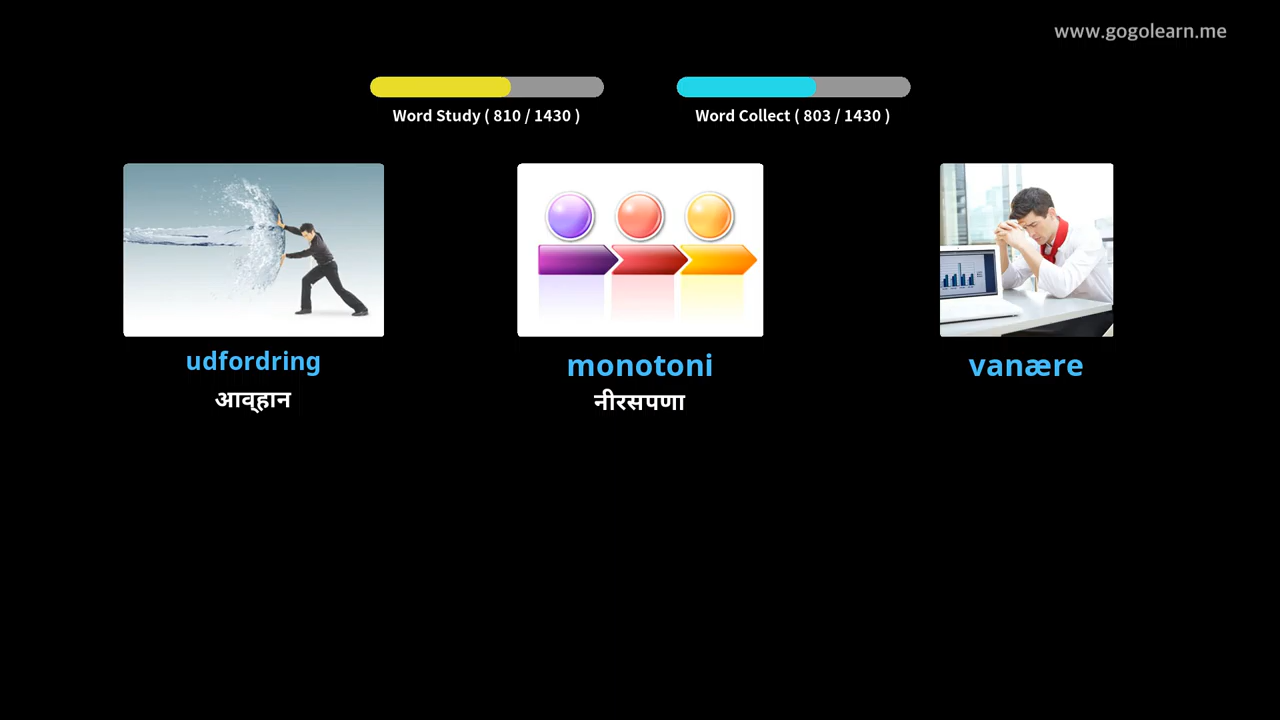 www.gogolearn.me
Word Study ( 810 / 1430 )
Word Collect ( 803 / 1430 )
udfordring
monotoni
vanære
आव्हान
नीरसपणा